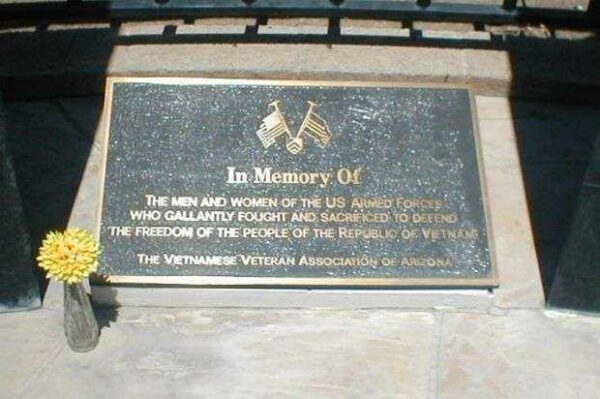 In Memory Of
THE MEN AND WOMEN OF THE US ARMED FORCES
WHO GALLANTLY FOUGHT AND SACRIFICED TO DEFEND
THE FREEDOM OF THE PEOPLE OF THE REPUBLIC OF VIETNAM
THE VIETNAMESE VETERAN ASSOCIATION OF ARIZONA